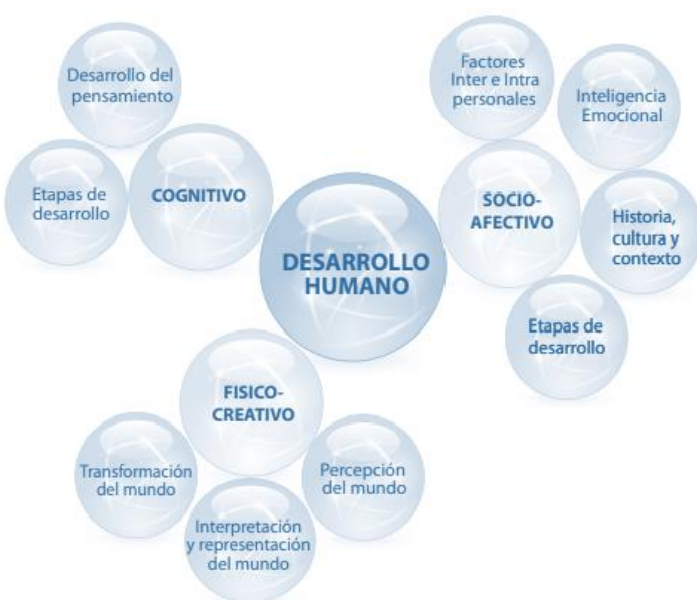 Desarrollo del
pensamiento
Etapas de
desarrollo
COGNITIVO
Factores
Inter e Intra
personales
Inteligencia
Emocional
SOCIO-
AFECTIVO
Historia,
cultura y
contexto
Etapas de
desarrollo
DESARROLLO
HUMANO
FISICO-
CREATIVO
Transformación
del mundo
Interpretación
y representación
del mundo
Percepción
del mundo